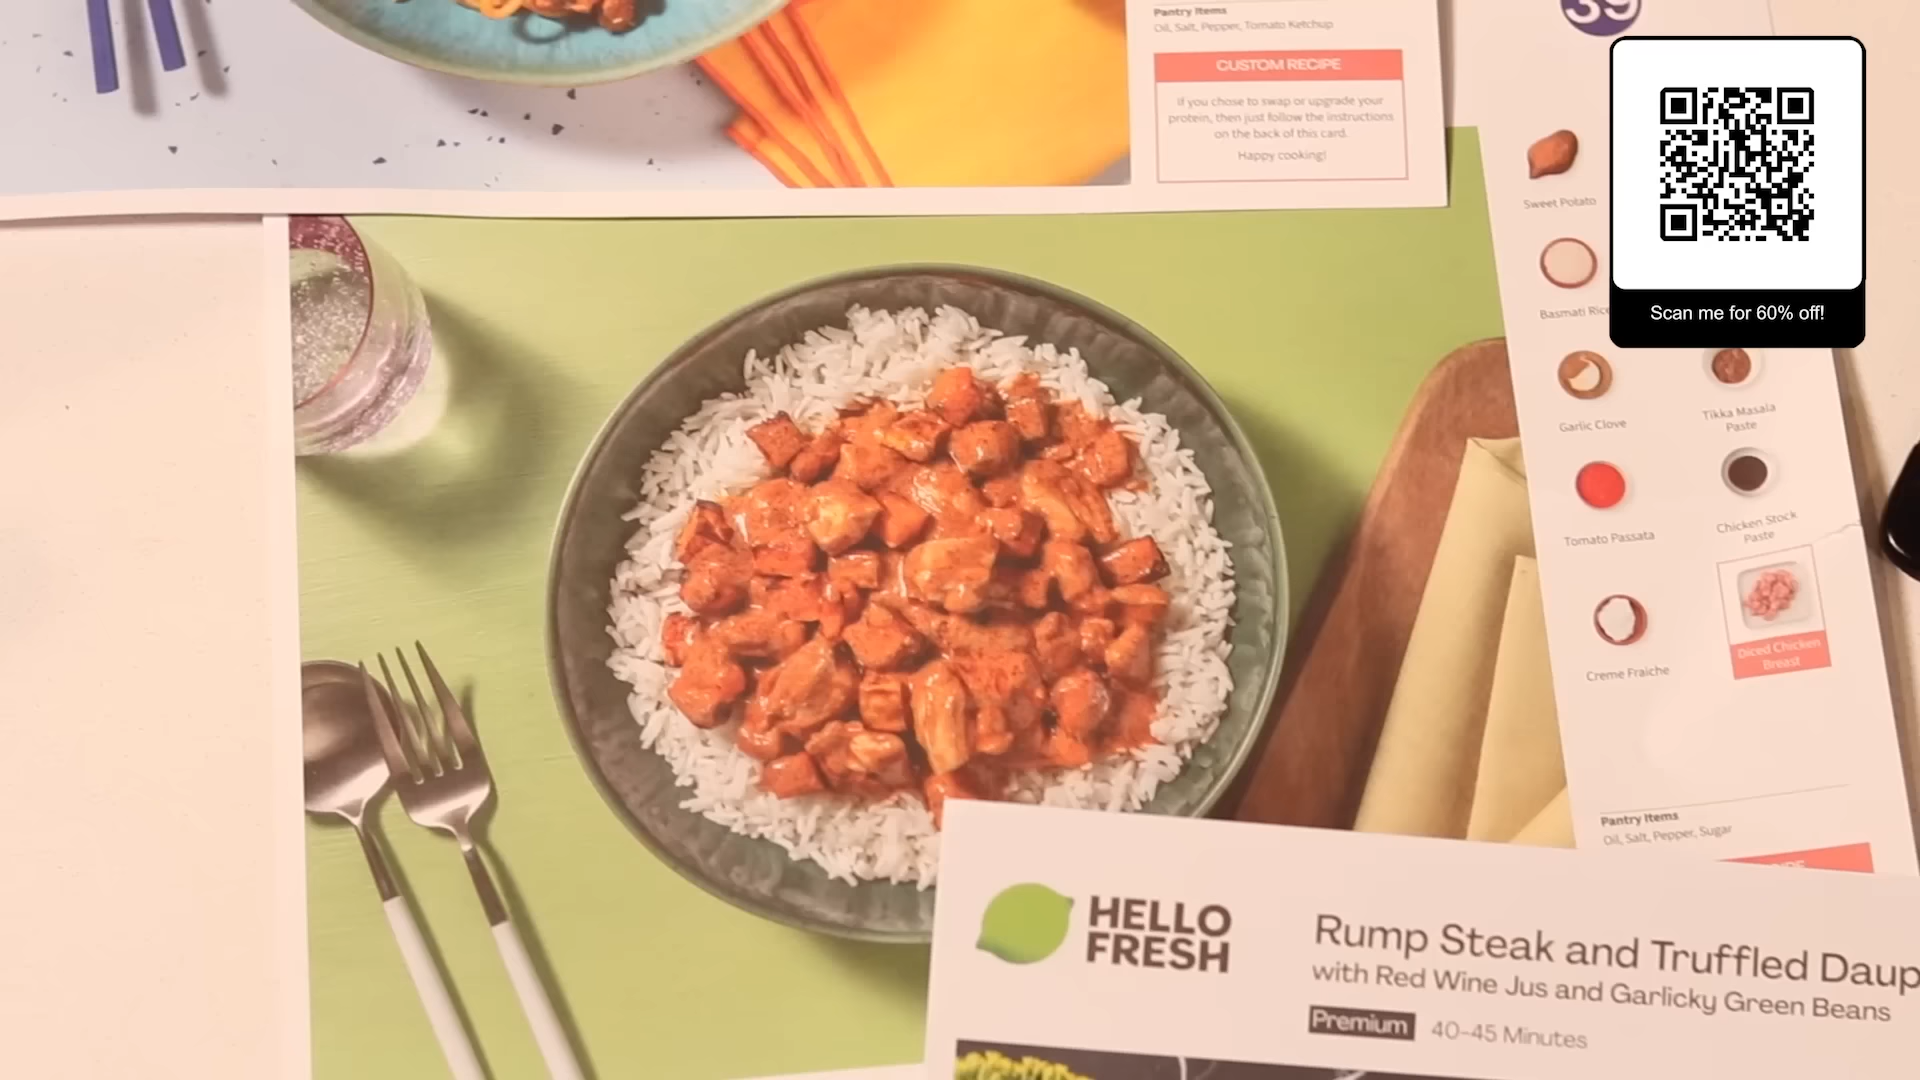 Pantry Items
Oil, Salt, Pepper, Tomato Ketchup
CUSTOM RECIPE
If you chose to swap or upgrade your
protein, then just follow the instructions
on the back of this card.
Happy cooking!
39
Scan me for 60% off!
Sweet Potato
Basmati Rice
Garlic Clove
Tikka Masala
Paste
Tomato Passata
Chicken Stock
Paste
Creme Fraiche
Diced Chicken
Breast
Pantry Items
Oil, Salt, Pepper, Sugar
HELLO
FRESH
Rump Steak and Truffled Daup
with Red Wine Jus and Garlicky Green Beans
Premium
40-45 Minutes